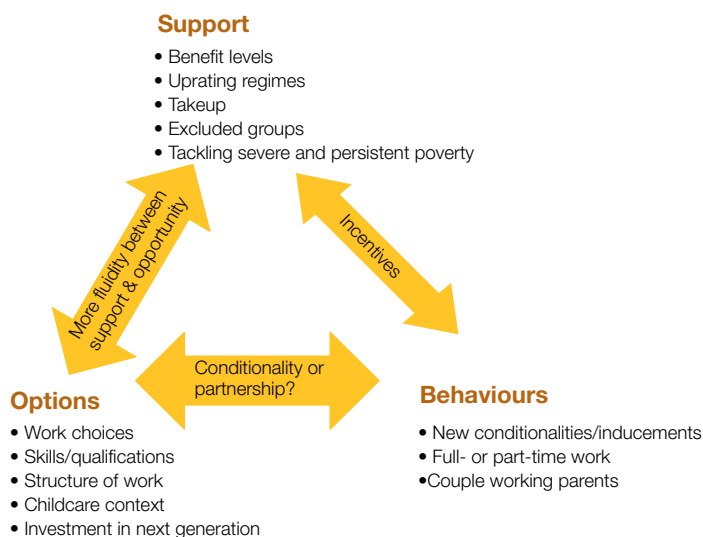 Support
• Benefit levels
• Uprating regimes
• Takeup
• Excluded groups
• Tackling severe and persistent poverty
More fluidity between
support & opportunity
Incentives
Conditionality or
partnership?
Options
• Work choices
• Skills/qualifications
• Structure of work
• Childcare context
• Investment in next generation
Behaviours
• New conditionalities/inducements
• Full- or part-time work
•Couple working parents